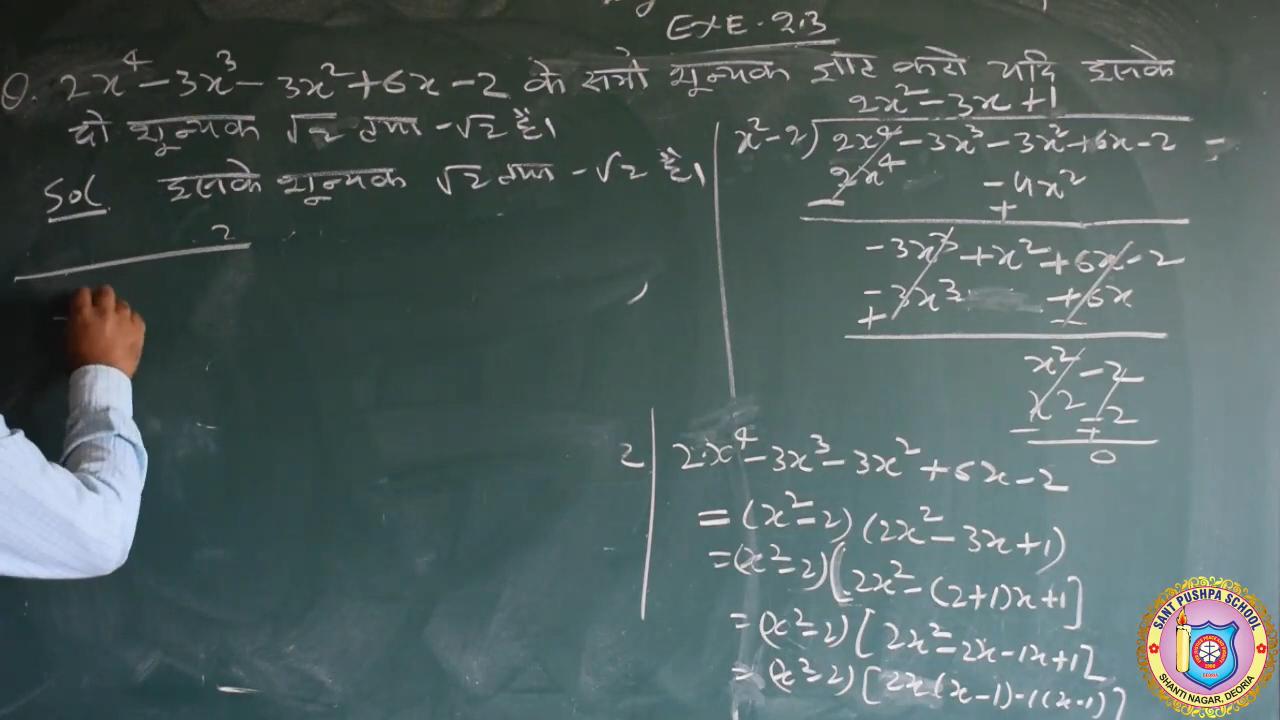 EXE. 2.3
Q. 2x⁴ - 3x³ - 3x² + 6x - 2 के सभी शून्यक ज्ञात करो यदि इसके
दो शून्यक √2 तथा -√2 है।
Sol. इसके शून्यक √2 तथा -√2 है।
2
2x² - 3x + 1
x² - 2) 2x⁴ - 3x³ - 3x² + 6x - 2
2x⁴ - 4x²
- +
- 3x³ + x² + 6x - 2
- 3x³ + 6x
+ -
x² - 2
x² - 2
- +
0
2
2x⁴ - 3x³ - 3x² + 6x - 2
= (x² - 2) (2x² - 3x + 1)
= (x² - 2) [2x² - (2+1)x + 1]
= (x² - 2) [2x² - 2x - 1x + 1]
= (x² - 2) [2x(x-1) - 1(x-1)]
SANT PUSHPA SCHOOL
SHANTI NAGAR, DEORIA